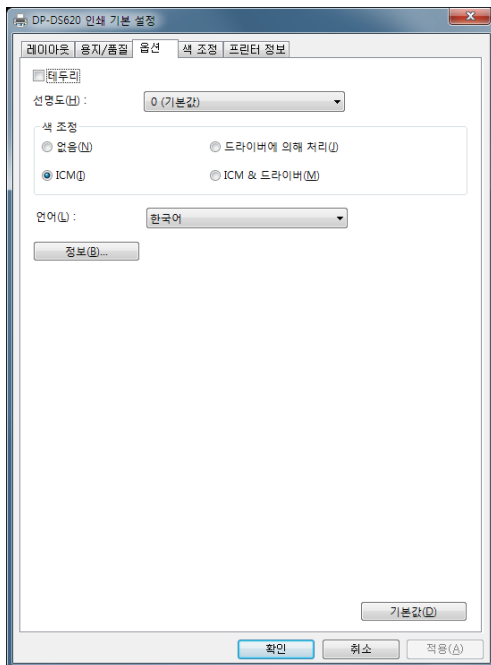 DP-DS620 인쇄 기본 설정
레이아웃 용지/품질 옵션 색 조정 프린터 정보
테두리
선명도(H) : 0 (기본값)
색 조정
없음(N) 드라이버에 의해 처리(J)
ICM(I) ICM & 드라이버(M)
언어(L) : 한국어
정보(B)...
기본값(D)
확인 취소 적용(A)